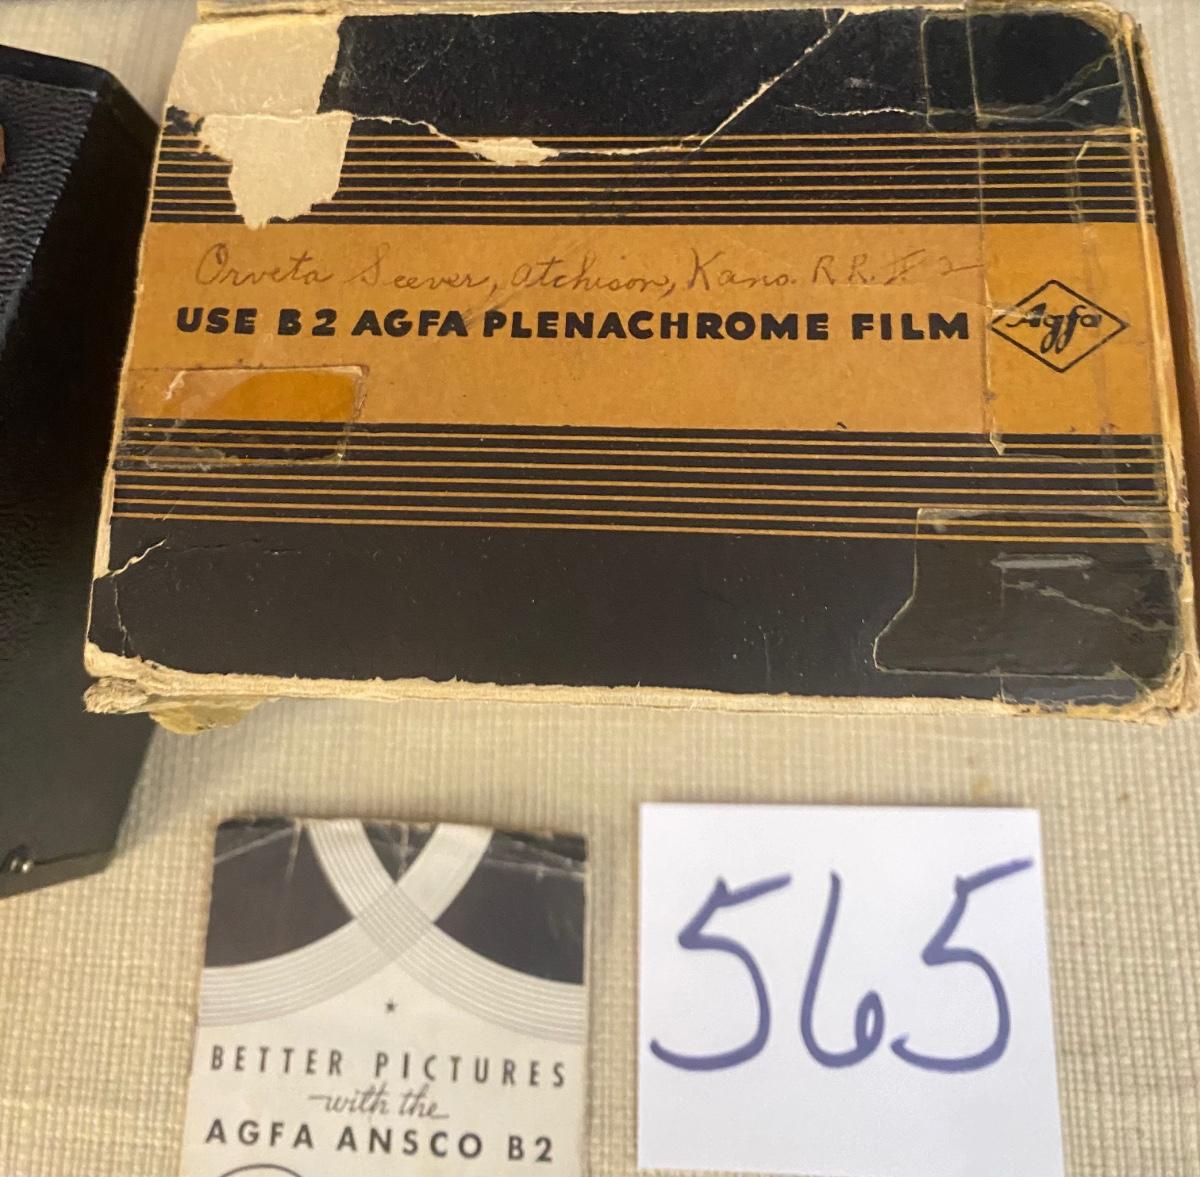 Orveta Seever, Atchison, Kans. R.R. # 2
USE B2 AGFA PLENACHROME FILM
Agfa
BETTER PICTURES
with the
AGFA ANSCO B2
565